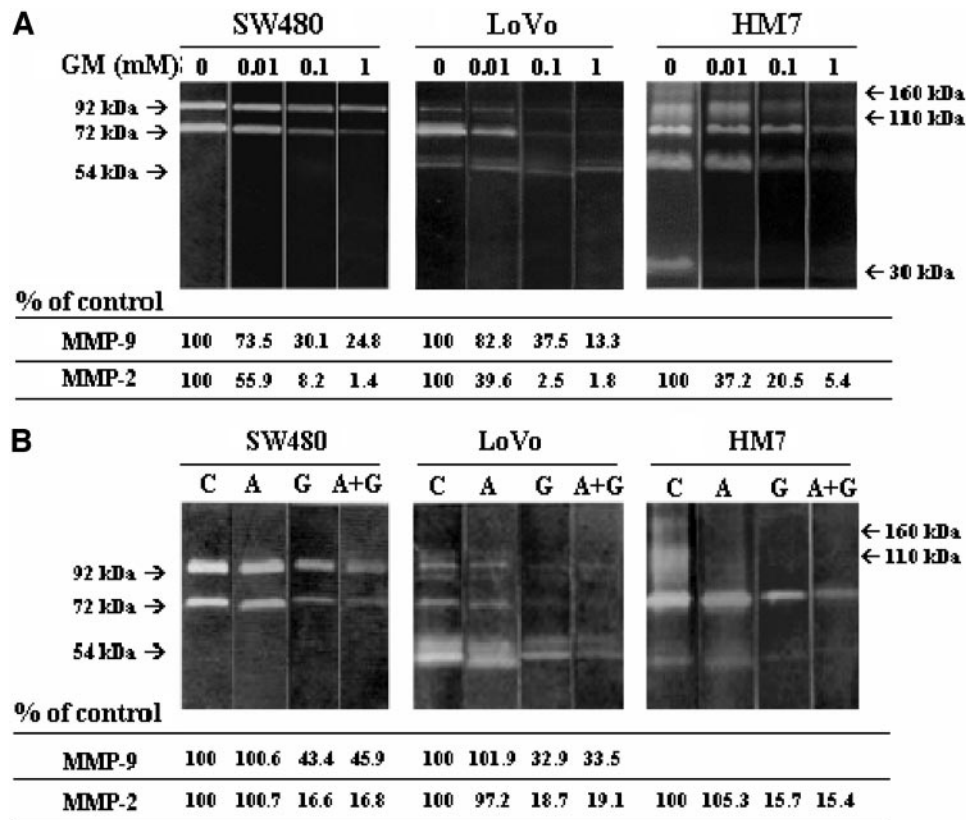 A
SW480 LoVo HM7
GM (mM): 0 0.01 0.1 1 0 0.01 0.1 1 0 0.01 0.1 1
92 kDa → ← 160 kDa
← 110 kDa
72 kDa →
54 kDa →
← 30 kDa
% of control
MMP-9 100 73.5 30.1 24.8 100 82.8 37.5 13.3
MMP-2 100 55.9 8.2 1.4 100 39.6 2.5 1.8 100 37.2 20.5 5.4
B
SW480 LoVo HM7
C A G A+G C A G A+G C A G A+G
← 160 kDa
← 110 kDa
92 kDa →
72 kDa →
54 kDa →
% of control
MMP-9 100 100.6 43.4 45.9 100 101.9 32.9 33.5
MMP-2 100 100.7 16.6 16.8 100 97.2 18.7 19.1 100 105.3 15.7 15.4